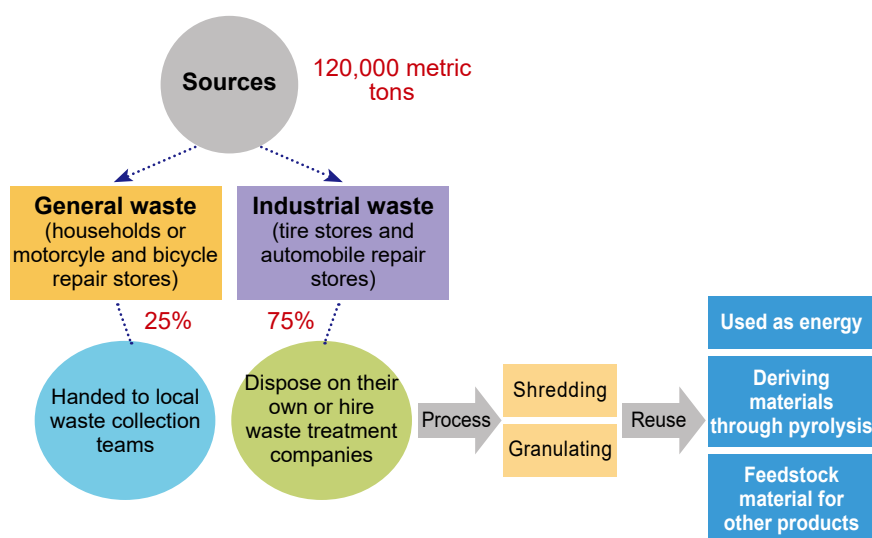 Sources
120,000 metric
tons
General waste
(households or
motorcyle and bicycle
repair stores)
Industrial waste
(tire stores and
automobile repair
stores)
25%
75%
Handed to local
waste collection
teams
Dispose on their
own or hire
waste treatment
companies
Process
Shredding
Granulating
Reuse
Used as energy
Deriving
materials
through pyrolysis
Feedstock
material for
other products